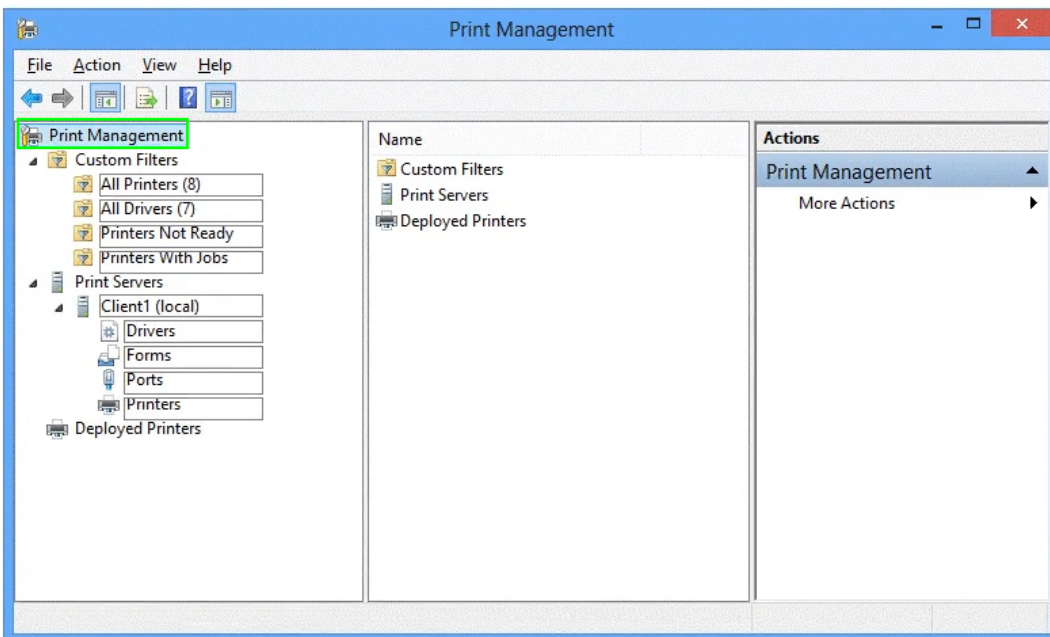 Print Management
File Action View Help
Print Management
Custom Filters
All Printers (8)
All Drivers (7)
Printers Not Ready
Printers With Jobs
Print Servers
Client1 (local)
Drivers
Forms
Ports
Printers
Deployed Printers
Name
Custom Filters
Print Servers
Deployed Printers
Actions
Print Management
More Actions